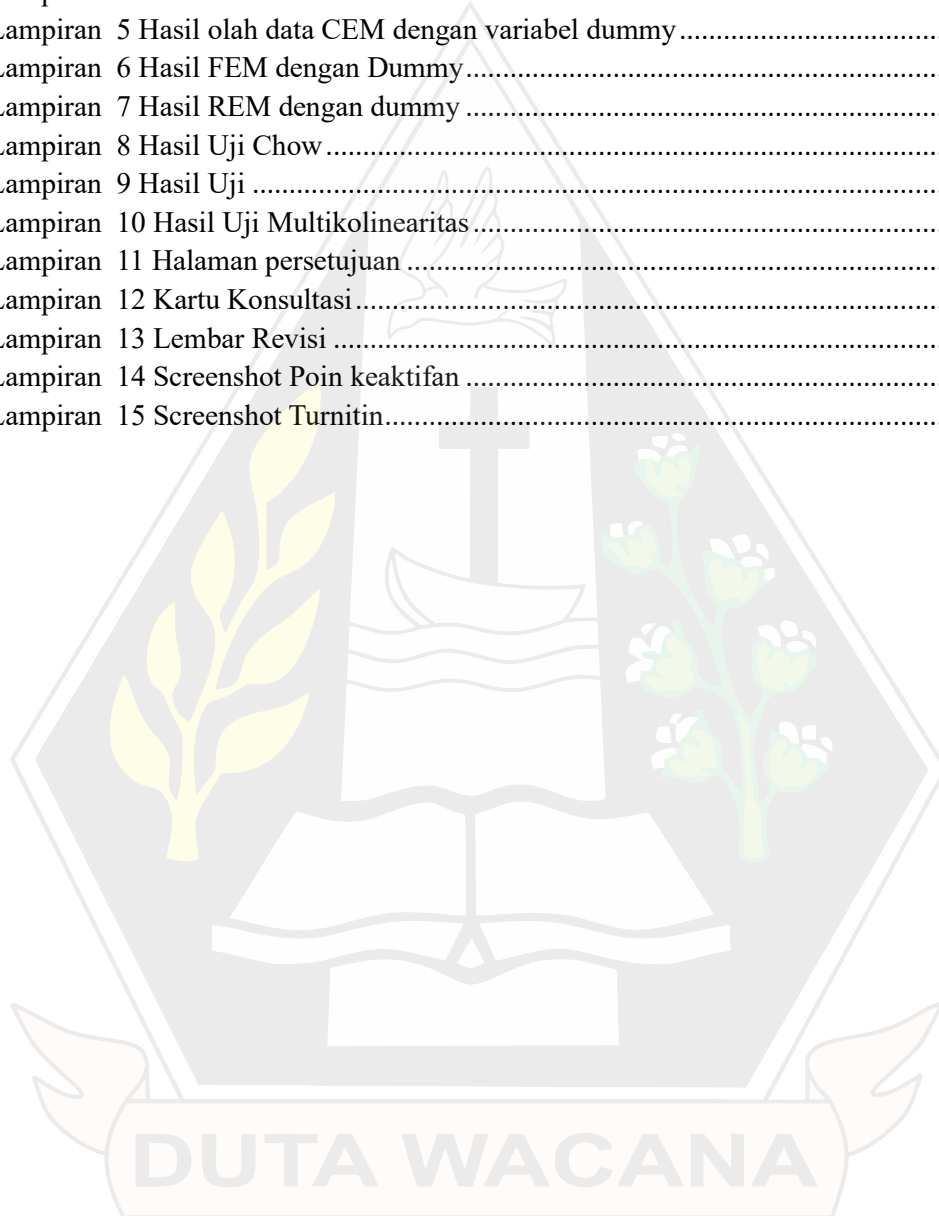 Lampiran 5 Hasil olah data CEM dengan variabel dummy........................................
Lampiran 6 Hasil FEM dengan Dummy........................................
Lampiran 7 Hasil REM dengan dummy ........................................
Lampiran 8 Hasil Uji Chow........................................
Lampiran 9 Hasil Uji ........................................
Lampiran 10 Hasil Uji Multikolinearitas........................................
Lampiran 11 Halaman persetujuan ........................................
Lampiran 12 Kartu Konsultasi........................................
Lampiran 13 Lembar Revisi ........................................
Lampiran 14 Screenshot Poin keaktifan ........................................
Lampiran 15 Screenshot Turnitin........................................
DUTA WACANA